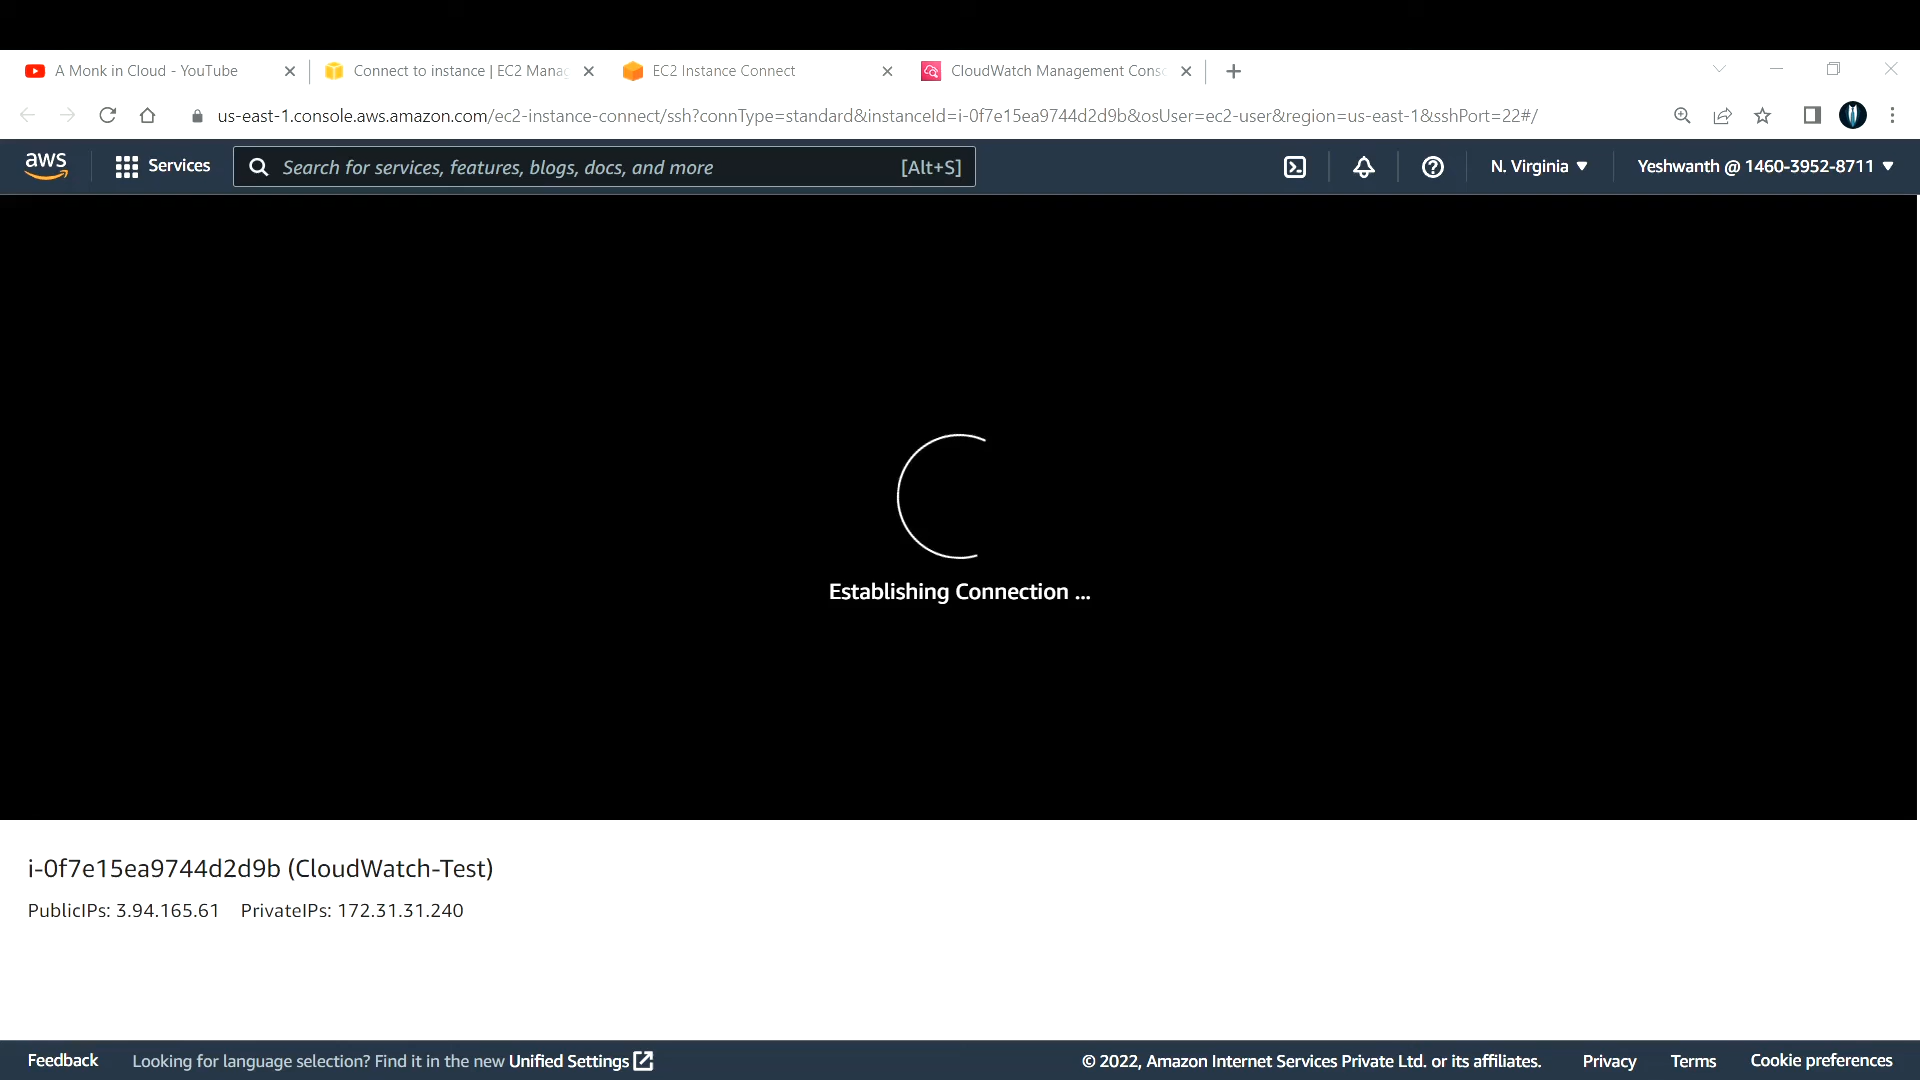 A Monk in Cloud - YouTube
Connect to instance | EC2 Manag
EC2 Instance Connect
CloudWatch Management Conso
us-east-1.console.aws.amazon.com/ec2-instance-connect/ssh?connType=standard&instanceId=i-0f7e15ea9744d2d9b&osUser=ec2-user&region=us-east-1&sshPort=22#/
aws
Services
Search for services, features, blogs, docs, and more
[Alt+S]
N. Virginia
Yeshwanth @ 1460-3952-8711
Establishing Connection ...
i-0f7e15ea9744d2d9b (CloudWatch-Test)
PublicIPs: 3.94.165.61 PrivateIPs: 172.31.31.240
Feedback
Looking for language selection? Find it in the new Unified Settings
© 2022, Amazon Internet Services Private Ltd. or its affiliates.
Privacy
Terms
Cookie preferences